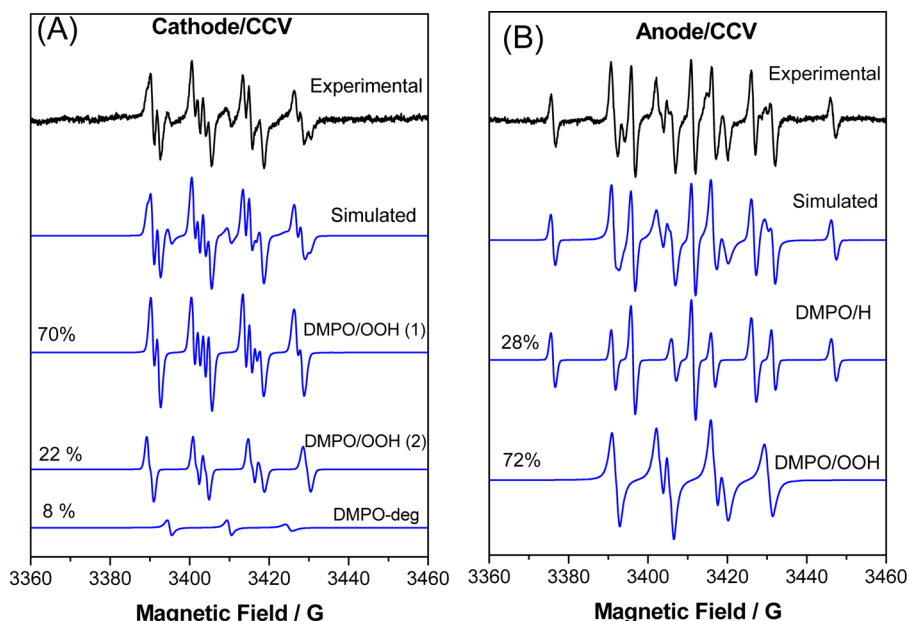 (A)
Cathode/CCV
Experimental
Simulated
70%
DMPO/OOH (1)
22 %
DMPO/OOH (2)
8 %
DMPO-deg
3360 3380 3400 3420 3440 3460
Magnetic Field / G
(B)
Anode/CCV
Experimental
Simulated
DMPO/H
28%
72%
DMPO/OOH
3360 3380 3400 3420 3440 3460
Magnetic Field / G